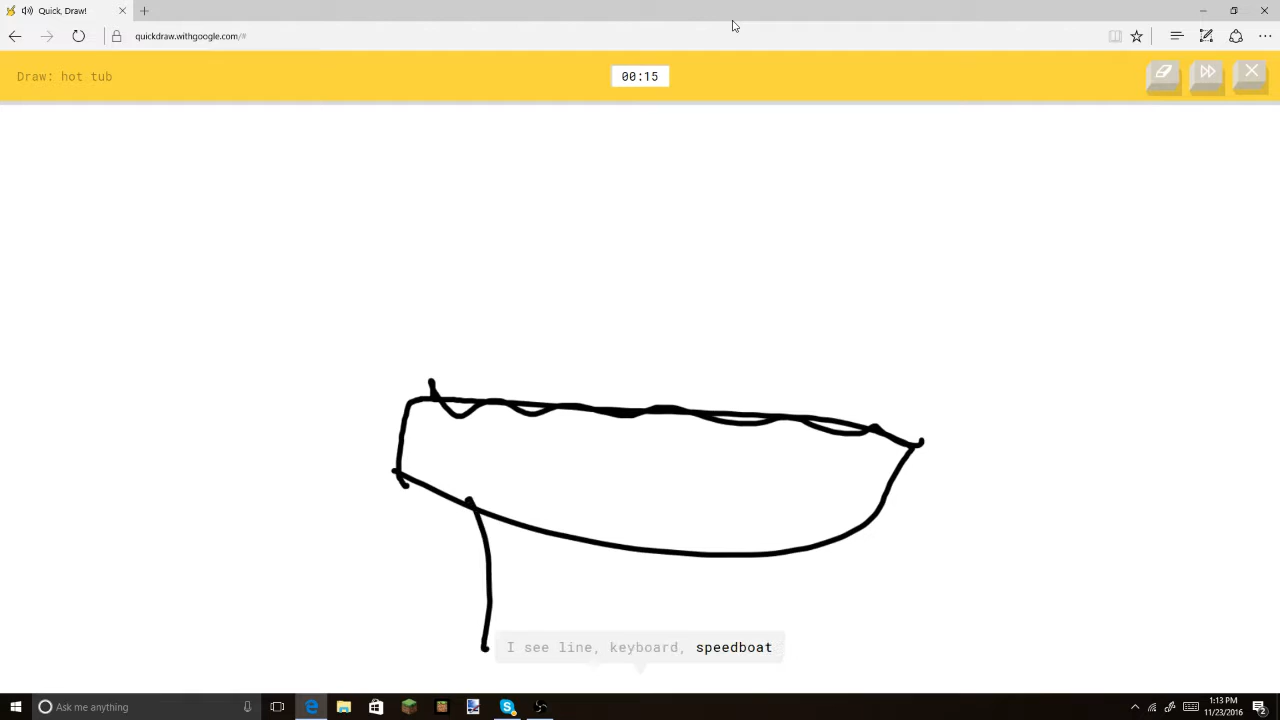 Quick, Draw!
quickdraw.withgoogle.com/#
Draw: hot tub
00:15
I see line, keyboard, speedboat
Ask me anything
1:13 PM
11/23/2016
2